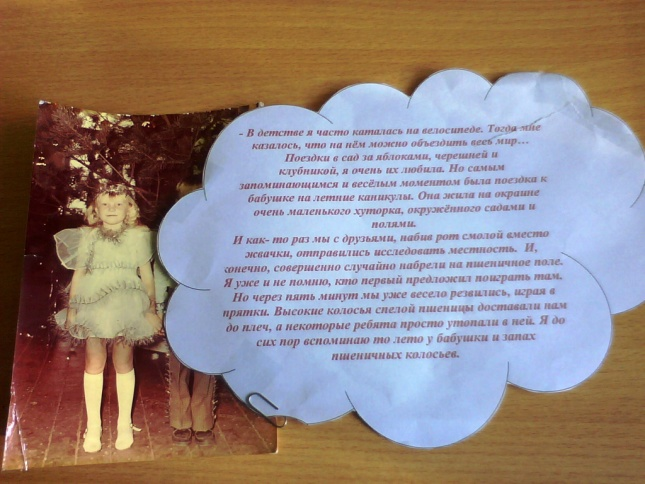 - В детстве я часто каталась на велосипеде. Тогда мне
казалось, что на нём можно объездить весь мир…
Поездки в сад за яблоками, черешней и
клубникой, я очень их любила. Но самым
запоминающимся и весёлым моментом была поездка к
бабушке на летние каникулы. Она жила на окраине
очень маленького хуторка, окружённого садами и
полями.
И как- то раз мы с друзьями, набив рот смолой вместо
жвачки, отправились исследовать местность. И,
конечно, совершенно случайно набрели на пшеничное поле.
Я уже и не помню, кто первый предложил поиграть там.
Но через пять минут мы уже весело резвились, играя в
прятки. Высокие колосья спелой пшеницы доставали нам
до плеч, а некоторые ребята просто утопали в ней. Я до
сих пор вспоминаю то лето у бабушки и запах
пшеничных колосьев.